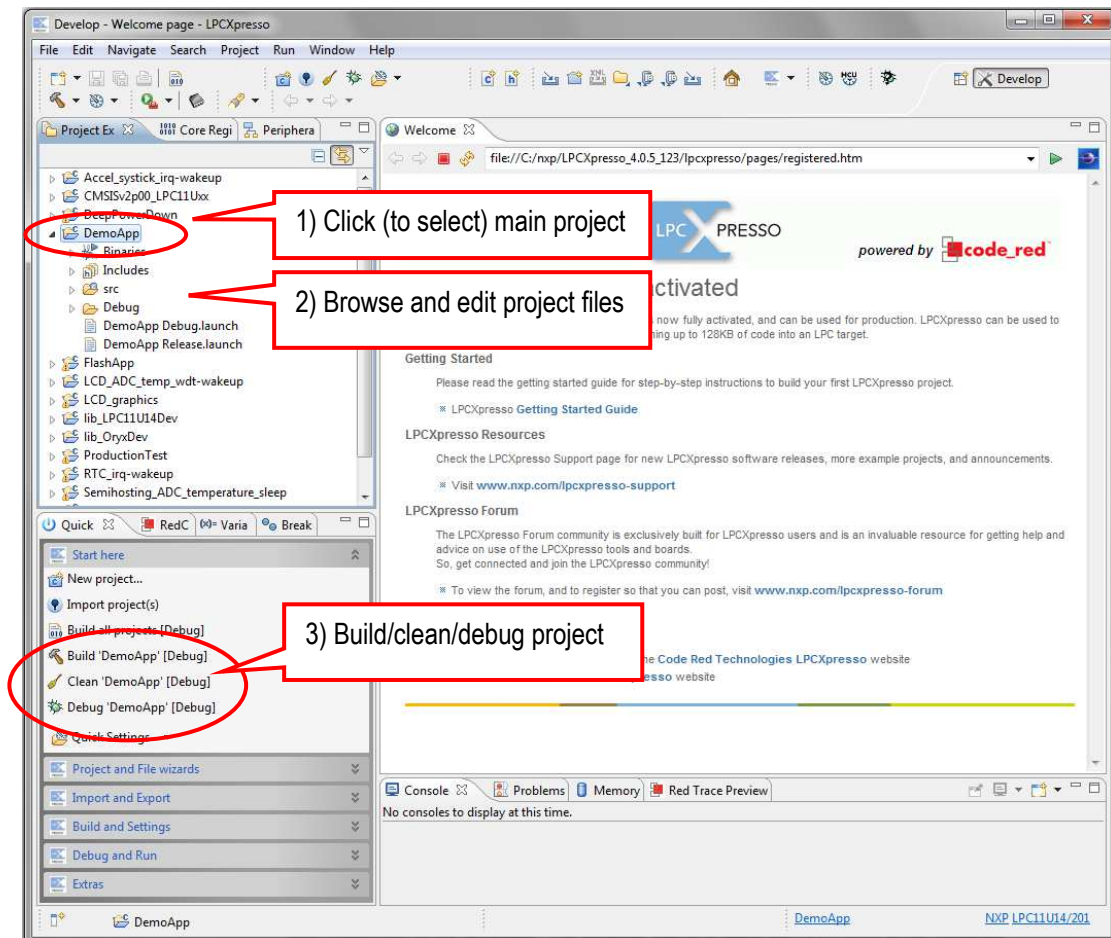 Develop - Welcome page - LPCXpresso
File Edit Navigate Search Project Run Window Help
Develop
Project Ex
Core Regi
Periphera
Welcome
file://C:/nxp/LPCXpresso_4.0.5_123/lpcxpresso/pages/registered.htm
Accel_systick_irq-wakeup
CMSISv2p00_LPC11Uxx
DeepPowerDown
DemoApp
Binaries
Includes
src
Debug
DemoApp Debug.launch
DemoApp Release.launch
FlashApp
LCD_ADC_temp_wdt-wakeup
LCD_graphics
lib_LPC11U14Dev
lib_OryxDev
ProductionTest
RTC_irq-wakeup
Semihosting_ADC_temperature_sleep
1) Click (to select) main project
2) Browse and edit project files
LPC XPRESSO
powered by code_red
ctivated
now fully activated, and can be used for production. LPCXpresso can be used to
ing up to 128KB of code into an LPC target.
Getting Started
Please read the getting started guide for step-by-step instructions to build your first LPCXpresso project.
LPCXpresso Getting Started Guide
LPCXpresso Resources
Check the LPCXpresso Support page for new LPCXpresso software releases, more example projects, and announcements.
Visit www.nxp.com/lpcxpresso-support
LPCXpresso Forum
The LPCXpresso Forum community is exclusively built for LPCXpresso users and is an invaluable resource for getting help and
advice on use of the LPCXpresso tools and boards.
So, get connected and join the LPCXpresso community!
To view the forum, and to register so that you can post, visit www.nxp.com/lpcxpresso-forum
e Code Red Technologies LPCXpresso website
esso website
Quick
RedC
(x)= Varia
Break
Start here
New project...
Import project(s)
Build all projects [Debug]
Build 'DemoApp' [Debug]
Clean 'DemoApp' [Debug]
Debug 'DemoApp' [Debug]
Quick Settings
3) Build/clean/debug project
Project and File wizards
Import and Export
Build and Settings
Debug and Run
Extras
Console
Problems
Memory
Red Trace Preview
No consoles to display at this time.
DemoApp
DemoApp
NXP LPC11U14/201